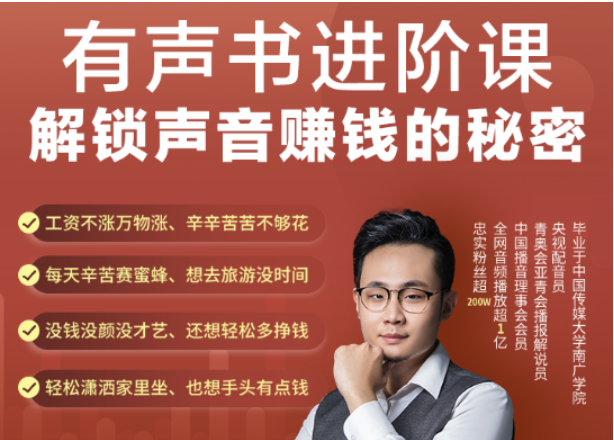 有声书进阶课
解锁声音赚钱的秘密
工资不涨万物涨、辛辛苦苦不够花
每天辛苦赛蜜蜂、想去旅游没时间
没钱没颜没才艺、还想轻松多挣钱
轻松潇洒家里坐、也想手头有点钱
毕业于中国传媒大学南广学院
央视配音员
青奥会亚青会播报解说员
中国播音理事会会员
全网音频播放超1亿
忠实粉丝超200W